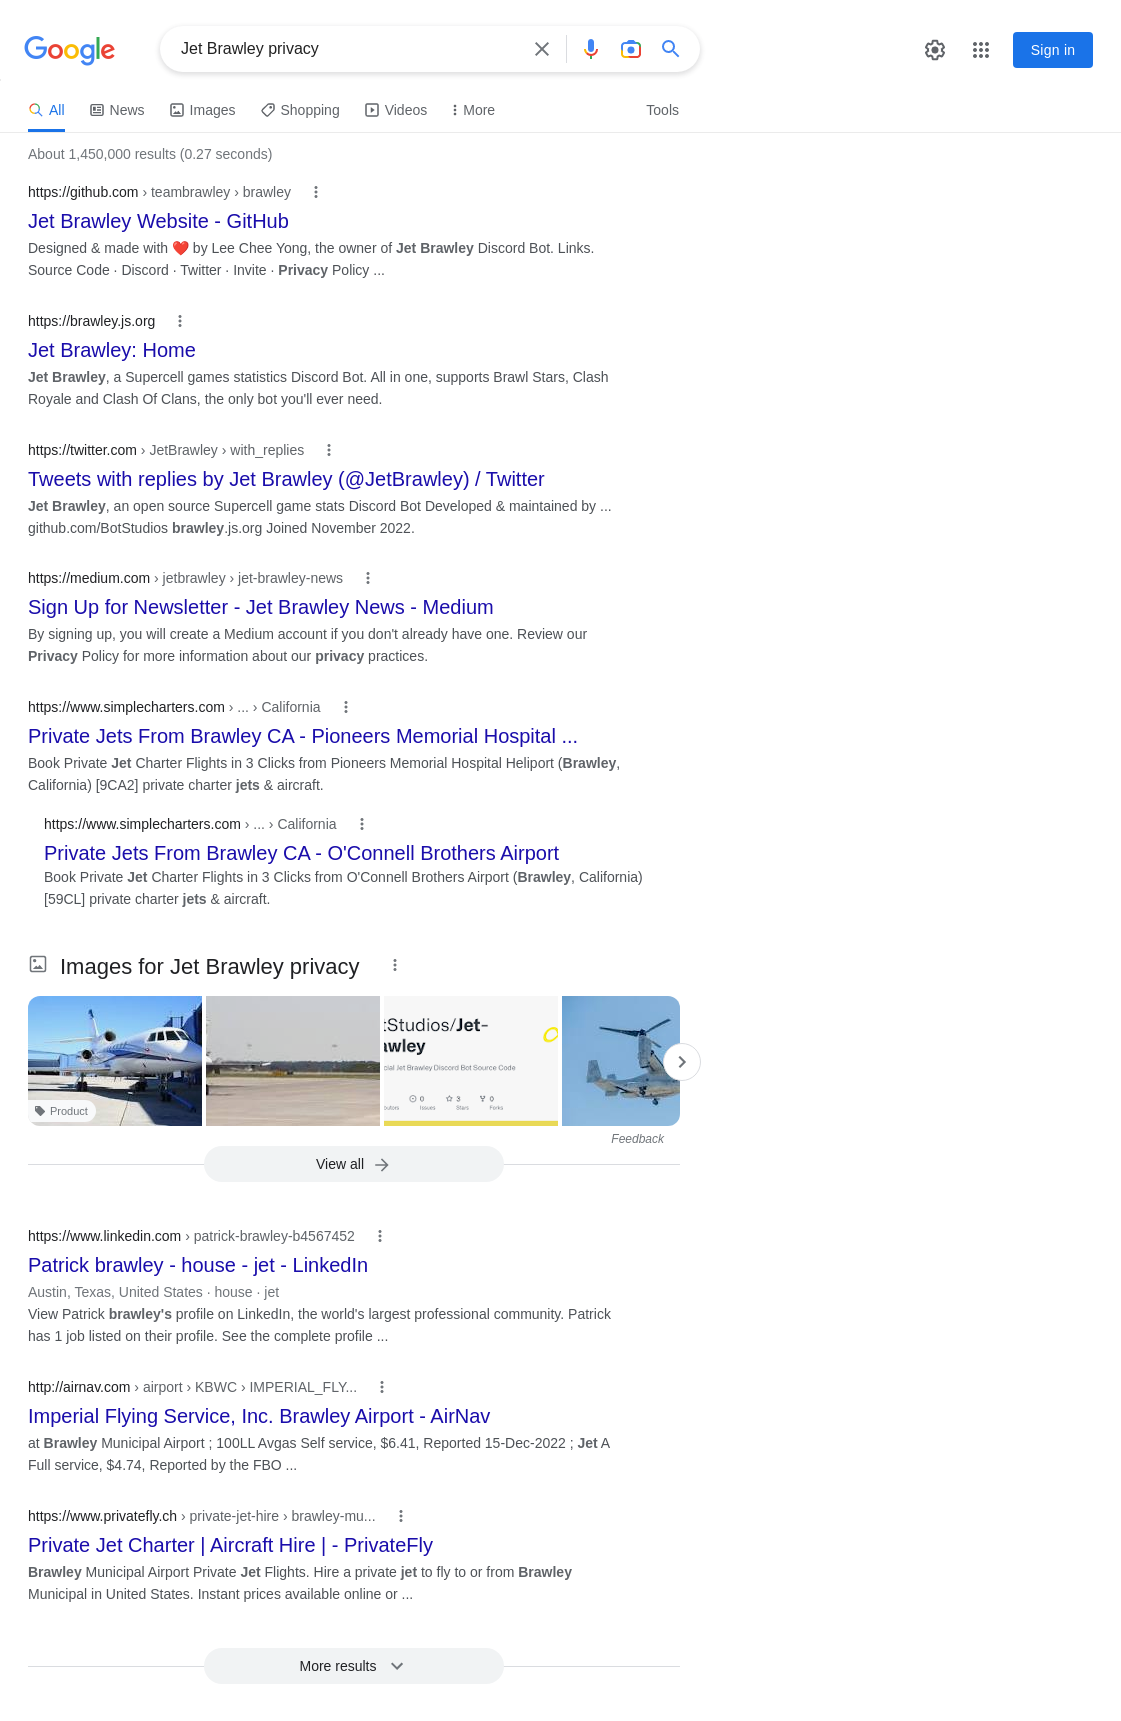 Google
Jet Brawley privacy
Sign in
All
News
Images
Shopping
Videos
More
Tools
About 1,450,000 results (0.27 seconds)
https://github.com › teambrawley › brawley
Jet Brawley Website - GitHub
Designed & made with ❤️ by Lee Chee Yong, the owner of Jet Brawley Discord Bot. Links.
Source Code · Discord · Twitter · Invite · Privacy Policy ...
https://brawley.js.org
Jet Brawley: Home
Jet Brawley, a Supercell games statistics Discord Bot. All in one, supports Brawl Stars, Clash
Royale and Clash Of Clans, the only bot you'll ever need.
https://twitter.com › JetBrawley › with_replies
Tweets with replies by Jet Brawley (@JetBrawley) / Twitter
Jet Brawley, an open source Supercell game stats Discord Bot Developed & maintained by ...
github.com/BotStudios brawley.js.org Joined November 2022.
https://medium.com › jetbrawley › jet-brawley-news
Sign Up for Newsletter - Jet Brawley News - Medium
By signing up, you will create a Medium account if you don't already have one. Review our
Privacy Policy for more information about our privacy practices.
https://www.simplecharters.com › ... › California
Private Jets From Brawley CA - Pioneers Memorial Hospital ...
Book Private Jet Charter Flights in 3 Clicks from Pioneers Memorial Hospital Heliport (Brawley,
California) [9CA2] private charter jets & aircraft.
https://www.simplecharters.com › ... › California
Private Jets From Brawley CA - O'Connell Brothers Airport
Book Private Jet Charter Flights in 3 Clicks from O'Connell Brothers Airport (Brawley, California)
[59CL] private charter jets & aircraft.
Images for Jet Brawley privacy
tStudios/Jet-
awley
cial Jet Brawley Discord Bot Source Code
0 3 0
butors Issues Stars Forks
Product
Feedback
View all
https://www.linkedin.com › patrick-brawley-b4567452
Patrick brawley - house - jet - LinkedIn
Austin, Texas, United States · house · jet
View Patrick brawley's profile on LinkedIn, the world's largest professional community. Patrick
has 1 job listed on their profile. See the complete profile ...
http://airnav.com › airport › KBWC › IMPERIAL_FLY...
Imperial Flying Service, Inc. Brawley Airport - AirNav
at Brawley Municipal Airport ; 100LL Avgas Self service, $6.41, Reported 15-Dec-2022 ; Jet A
Full service, $4.74, Reported by the FBO ...
https://www.privatefly.ch › private-jet-hire › brawley-mu...
Private Jet Charter | Aircraft Hire | - PrivateFly
Brawley Municipal Airport Private Jet Flights. Hire a private jet to fly to or from Brawley
Municipal in United States. Instant prices available online or ...
More results